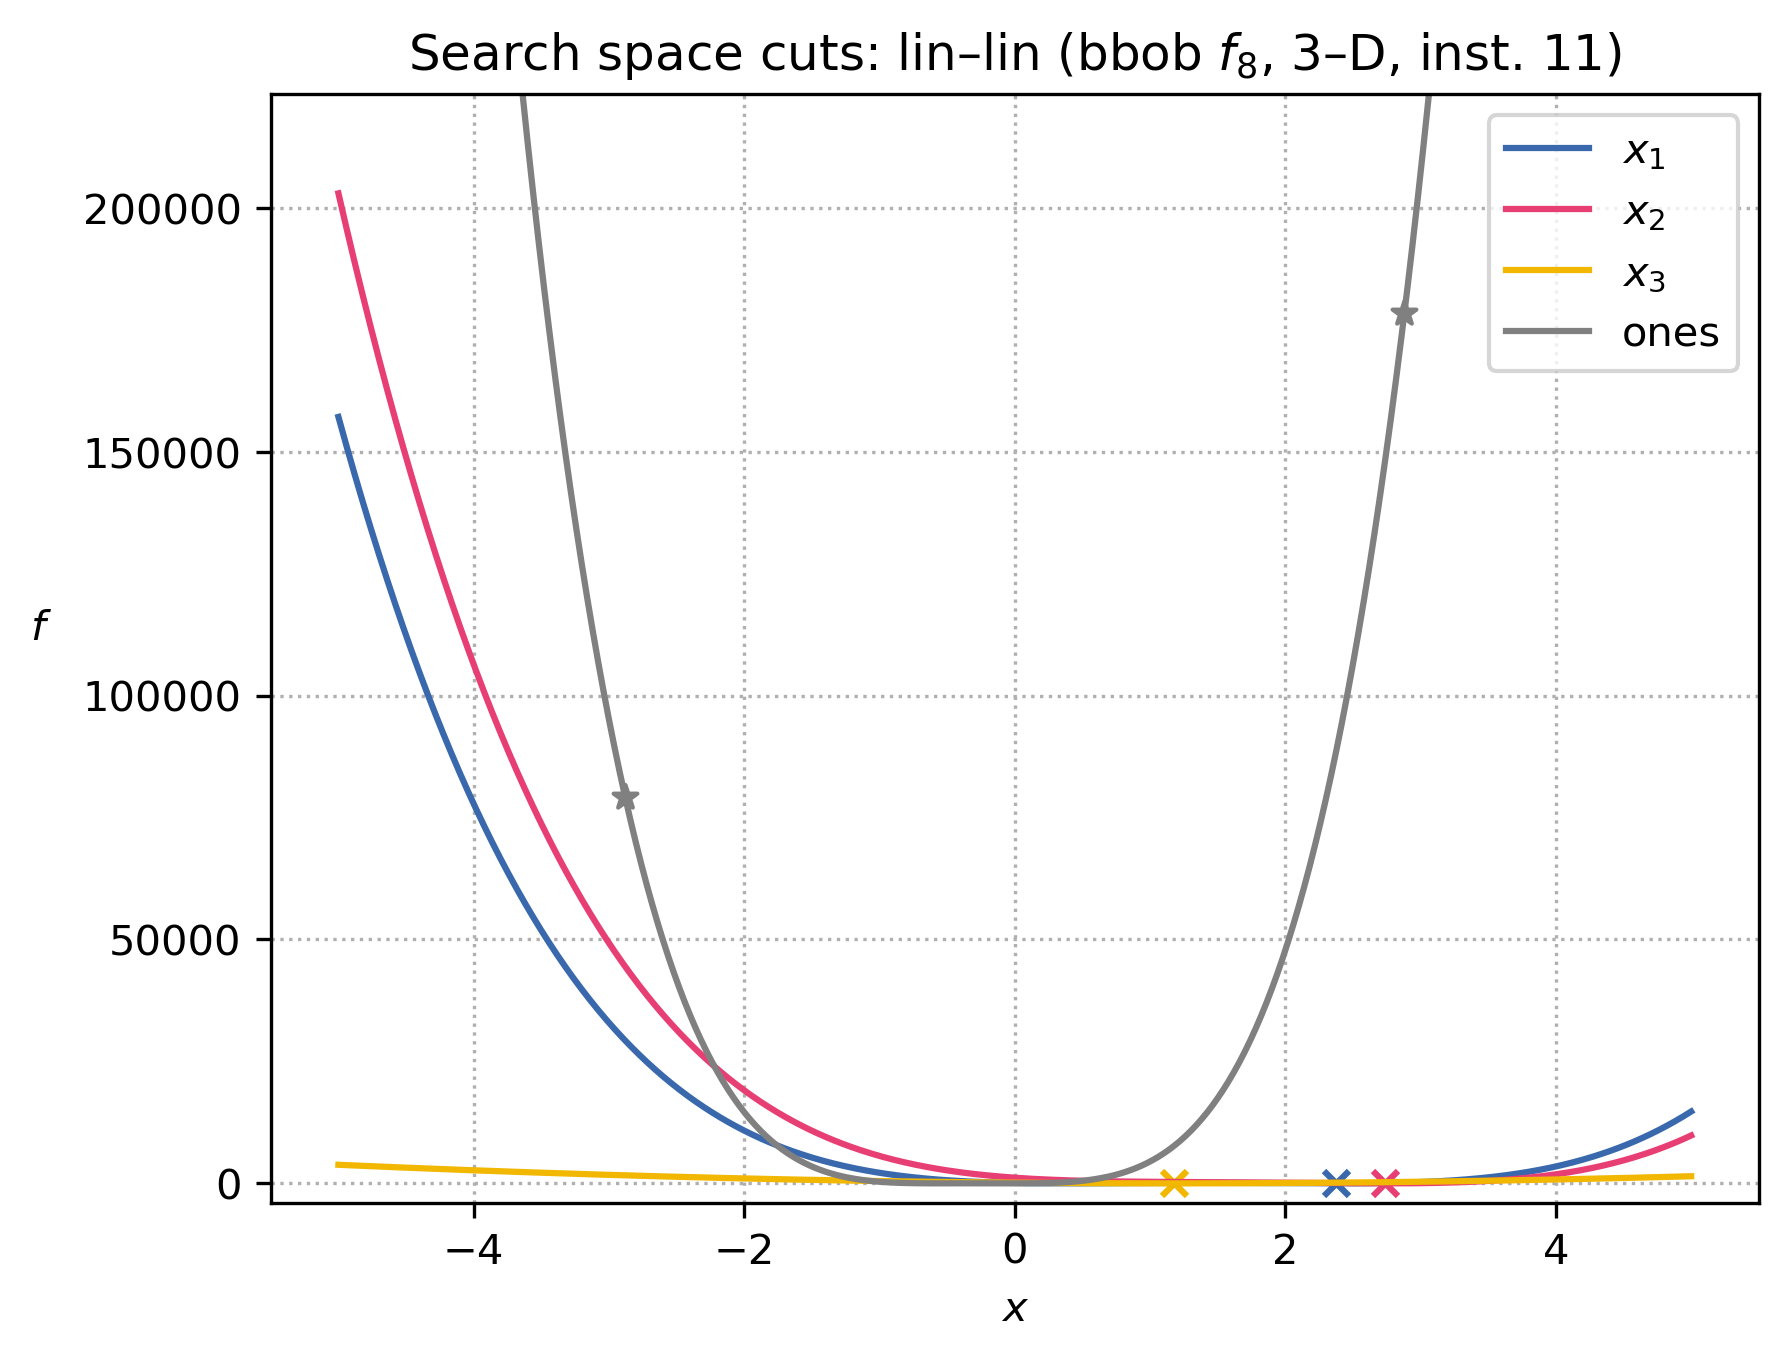 Search space cuts: lin–lin (bbob f₈, 3–D, inst. 11)
x₁
x₂
x₃
ones
200000
150000
100000
50000
0
f
−4 −2 0 2 4
x